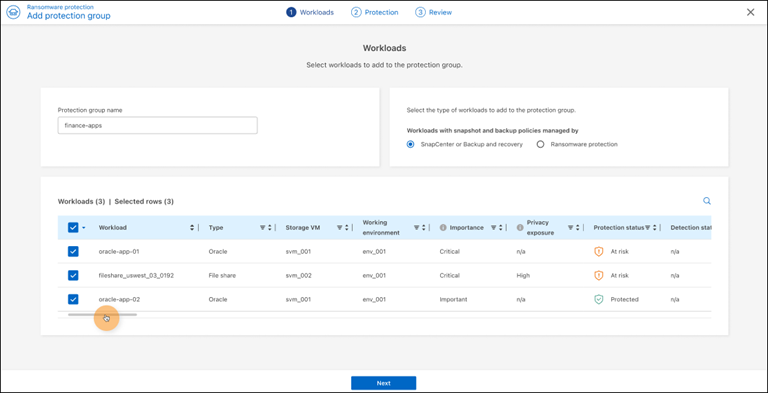 Ransomware protection
Add protection group
1 Workloads 2 Protection 3 Review
Workloads
Select workloads to add to the protection group.
Protection group name
finance-apps
Select the type of workloads to add to the protection group.
Workloads with snapshot and backup policies managed by
SnapCenter or Backup and recovery Ransomware protection
Workloads (3) | Selected rows (3)
Workload Type Storage VM Working environment Importance Privacy exposure Protection status Detection stat
oracle-app-01 Oracle svm_001 env_001 Critical n/a At risk n/a
fileshare_uswest_03_0192 File share svm_002 env_001 Critical High At risk n/a
oracle-app-02 Oracle svm_001 env_001 Important n/a Protected n/a
Next